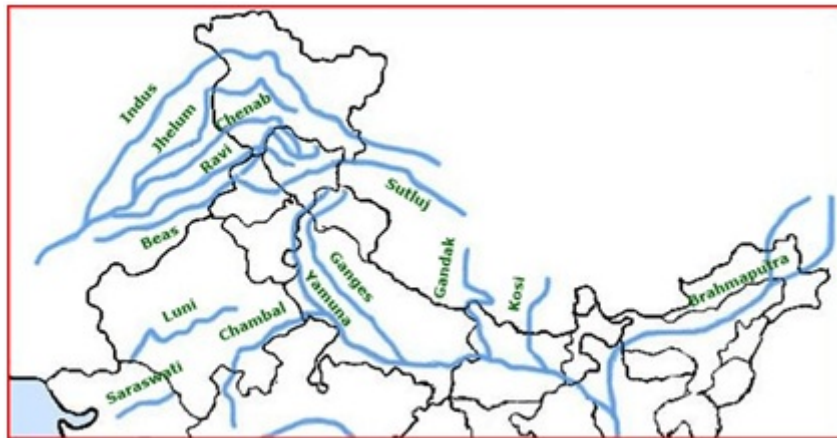 Indus
Jhelum
Chenab
Ravi
Sutluj
Beas
Gandak
Kosi
Ganges
Yamuna
Brahmaputra
Luni
Chambal
Saraswati